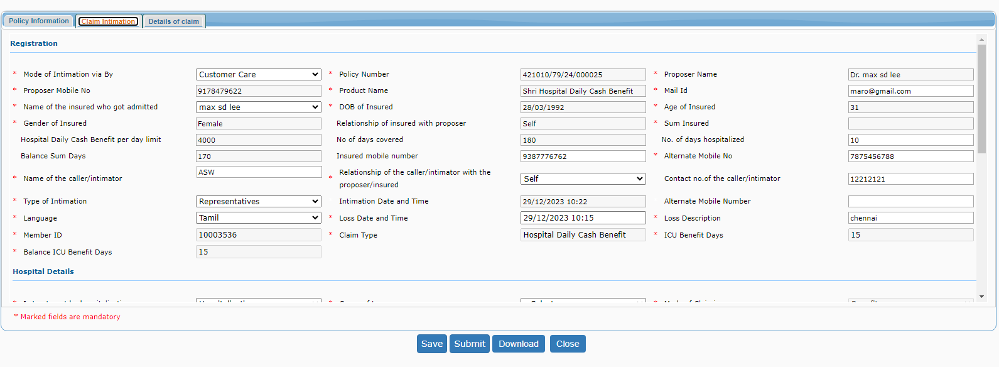 Policy Information Claim Intimation Details of claim
Registration
* Mode of Intimation via By Customer Care * Policy Number 421010/79/24/000025 * Proposer Name Dr. max sd lee
* Proposer Mobile No 9178479622 * Product Name Shri Hospital Daily Cash Benefit * Mail Id maro@gmail.com
* Name of the insured who got admitted max sd lee * DOB of Insured 28/03/1992 * Age of Insured 31
* Gender of Insured Female Relationship of insured with proposer Self * Sum Insured
Hospital Daily Cash Benefit per day limit 4000 No of days covered 180 No. of days hospitalized 10
Balance Sum Days 170 Insured mobile number 9387776762 * Alternate Mobile No 7875456788
* Name of the caller/intimator ASW * Relationship of the caller/intimator with the
proposer/insured Self Contact no.of the caller/intimator 12212121
* Type of Intimation Representatives Intimation Date and Time 29/12/2023 10:22 Alternate Mobile Number
* Language Tamil * Loss Date and Time 29/12/2023 10:15 * Loss Description chennai
* Member ID 10003536 * Claim Type Hospital Daily Cash Benefit * ICU Benefit Days 15
* Balance ICU Benefit Days 15
Hospital Details
* Marked fields are mandatory
Save Submit Download Close